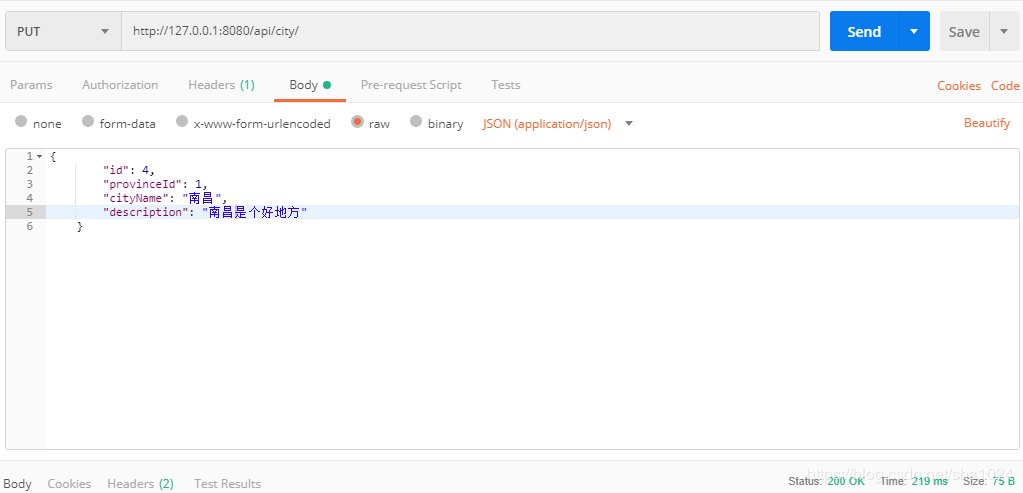 PUT http://127.0.0.1:8080/api/city/ Send Save
Params Authorization Headers (1) Body Pre-request Script Tests Cookies Code
none form-data x-www-form-urlencoded raw binary JSON (application/json) Beautify
1 {
2 "id": 4,
3 "provinceId": 1,
4 "cityName": "南昌",
5 "description": "南昌是个好地方"
6 }
Body Cookies Headers (2) Test Results Status: 200 OK Time: 219 ms Size: 75 B
https://blog.csdn.net/sha1024